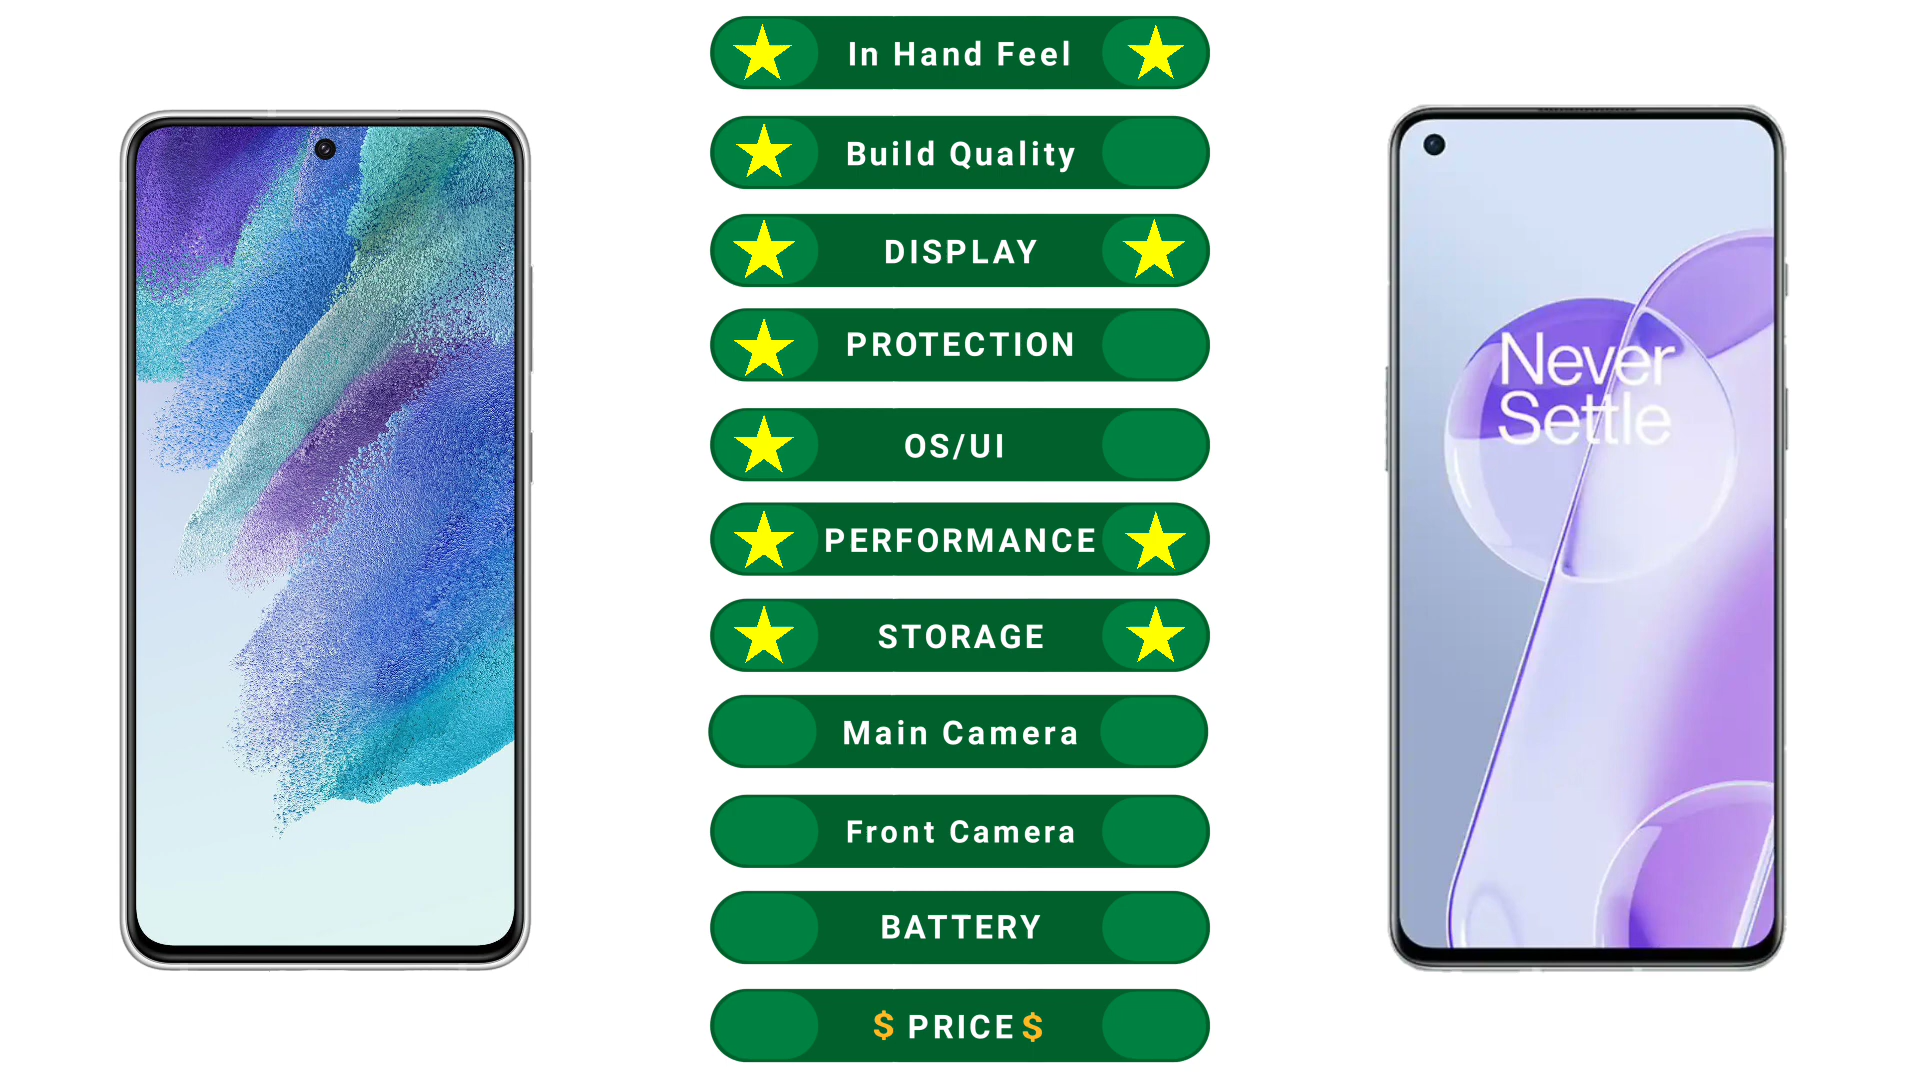 In Hand Feel
Build Quality
DISPLAY
PROTECTION
OS/UI
PERFORMANCE
STORAGE
Main Camera
Front Camera
BATTERY
$ PRICE $
Never
Settle